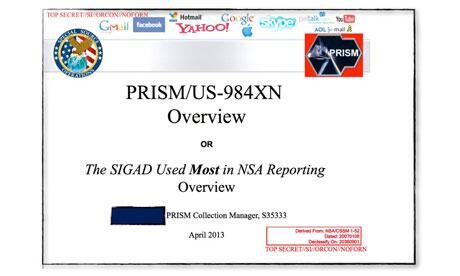 TOP SECRET//SI//ORCON//NOFORN
Gmail facebook Hotmail YAHOO! Google skype paltalk YouTube
AOL mail
SPECIAL SOURCE OPERATIONS
PRISM
PRISM/US-984XN
Overview
OR
The SIGAD Used Most in NSA Reporting
Overview
PRISM Collection Manager, S35333
April 2013
Derived From: NSA/CSSM 1-52
Dated: 20070108
Declassify On: 20360901
TOP SECRET//SI//ORCON//NOFORN